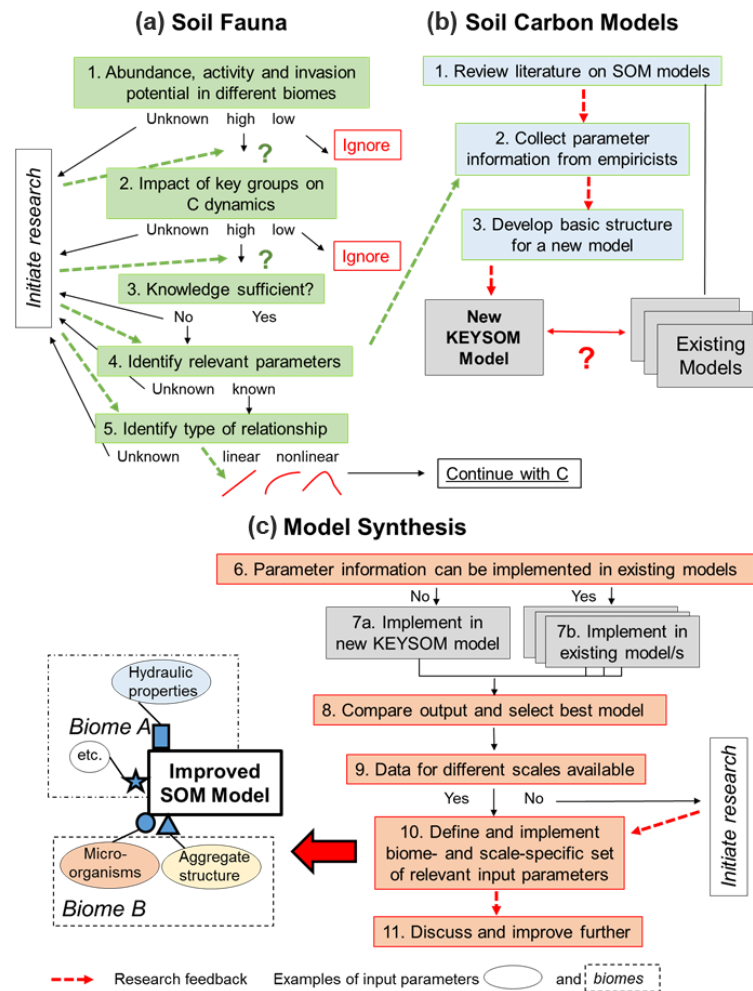 (a) Soil Fauna
1. Abundance, activity and invasion
potential in different biomes
Unknown high low
?
Ignore
2. Impact of key groups on
C dynamics
Unknown high low
?
Ignore
3. Knowledge sufficient?
No Yes
4. Identify relevant parameters
Unknown known
5. Identify type of relationship
Unknown linear nonlinear
Continue with C
Initiate research
(b) Soil Carbon Models
1. Review literature on SOM models
2. Collect parameter
information from empiricists
3. Develop basic structure
for a new model
New
KEYSOM
Model
?
Existing
Models
(c) Model Synthesis
6. Parameter information can be implemented in existing models
No Yes
7a. Implement in
new KEYSOM model
7b. Implement in
existing model/s
8. Compare output and select best model
9. Data for different scales available
Yes No
Initiate research
10. Define and implement
biome- and scale-specific set
of relevant input parameters
11. Discuss and improve further
Hydraulic
properties
Biome A
etc.
Improved
SOM Model
Micro-
organisms
Aggregate
structure
Biome B
Research feedback Examples of input parameters and biomes